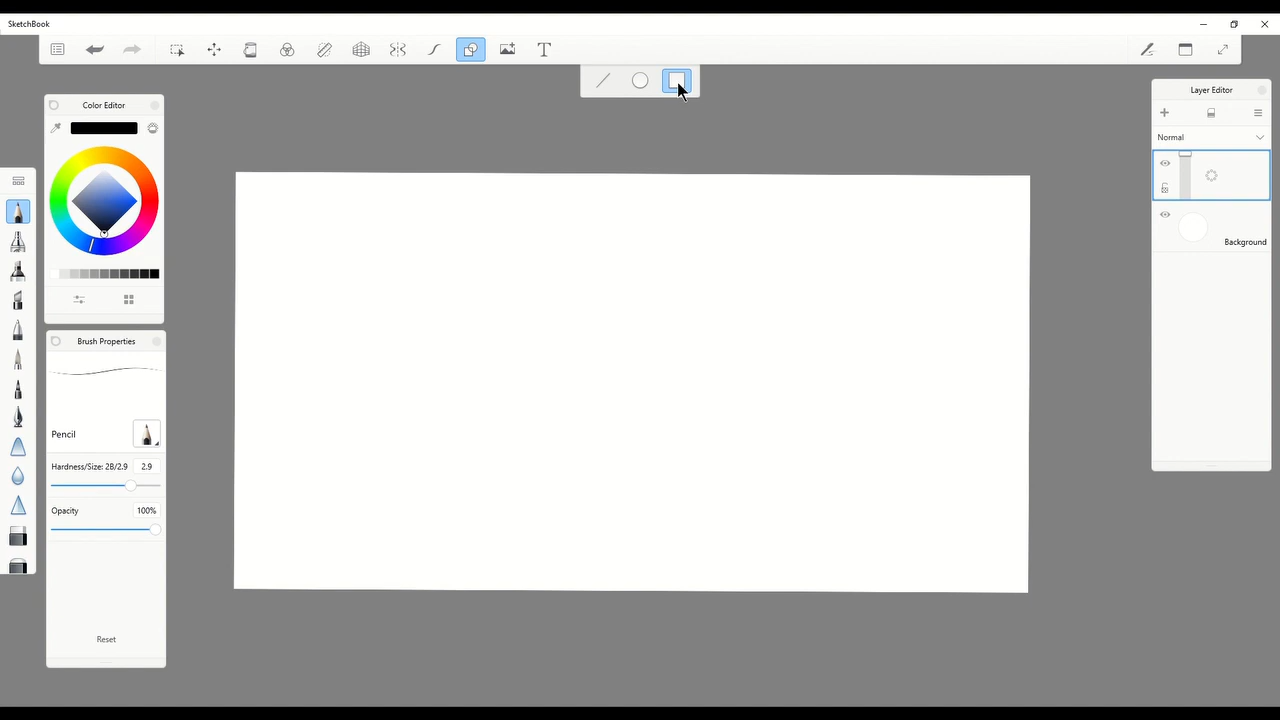 SketchBook
Color Editor
Layer Editor
Normal
Background
Brush Properties
Pencil
Hardness/Size: 2B/2.9 2.9
Opacity 100%
Reset